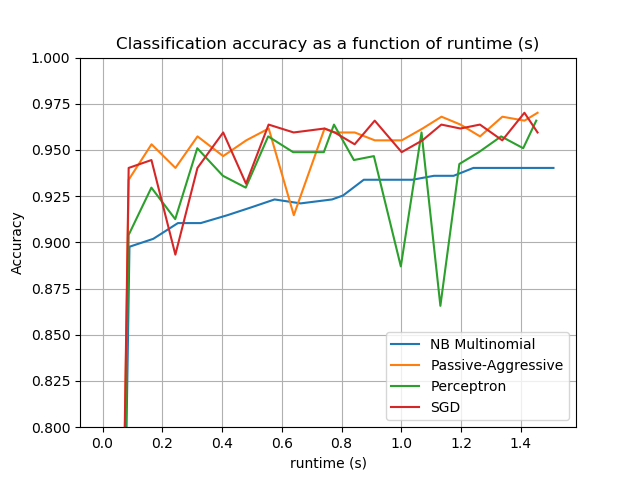 Classification accuracy as a function of runtime (s)
1.000
0.975
0.950
0.925
0.900
0.875
0.850
0.825
0.800
Accuracy
NB Multinomial
Passive-Aggressive
Perceptron
SGD
0.0 0.2 0.4 0.6 0.8 1.0 1.2 1.4
runtime (s)